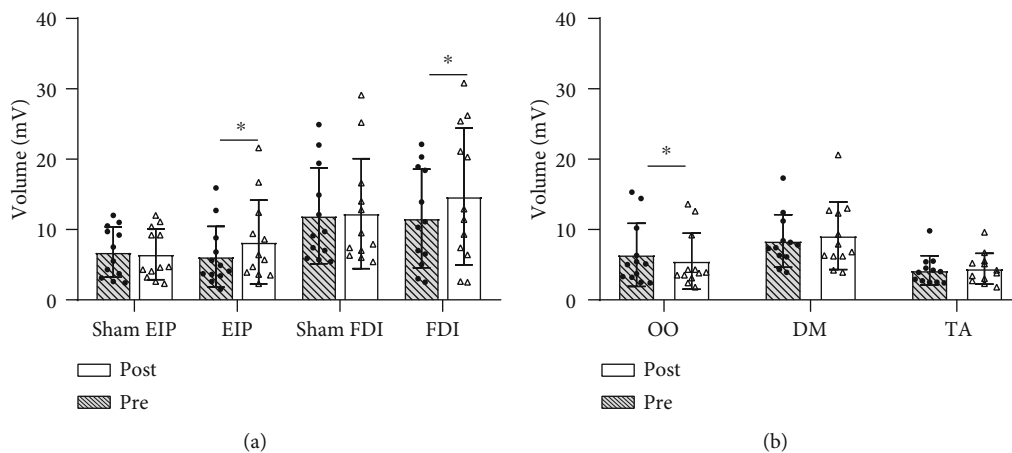 40
30
20
10
0
Volume (mV)
*
*
Sham EIP
EIP
Sham FDI
FDI
Post
Pre
(a)
40
30
20
10
0
Volume (mV)
*
OO
DM
TA
Post
Pre
(b)